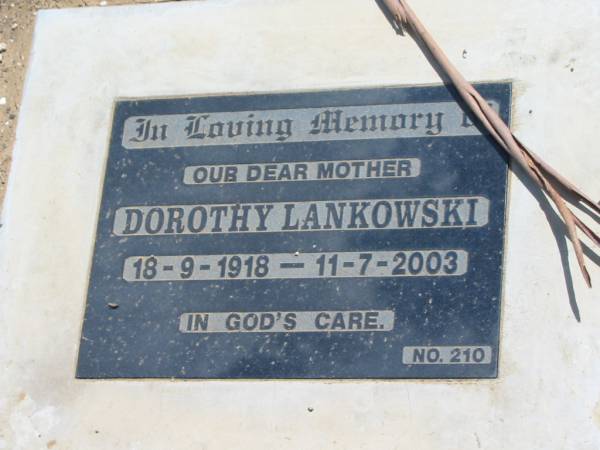 In Loving Memory of
OUR DEAR MOTHER
DOROTHY LANKOWSKI
18-9-1918 — 11-7-2003
IN GOD'S CARE.
NO. 210